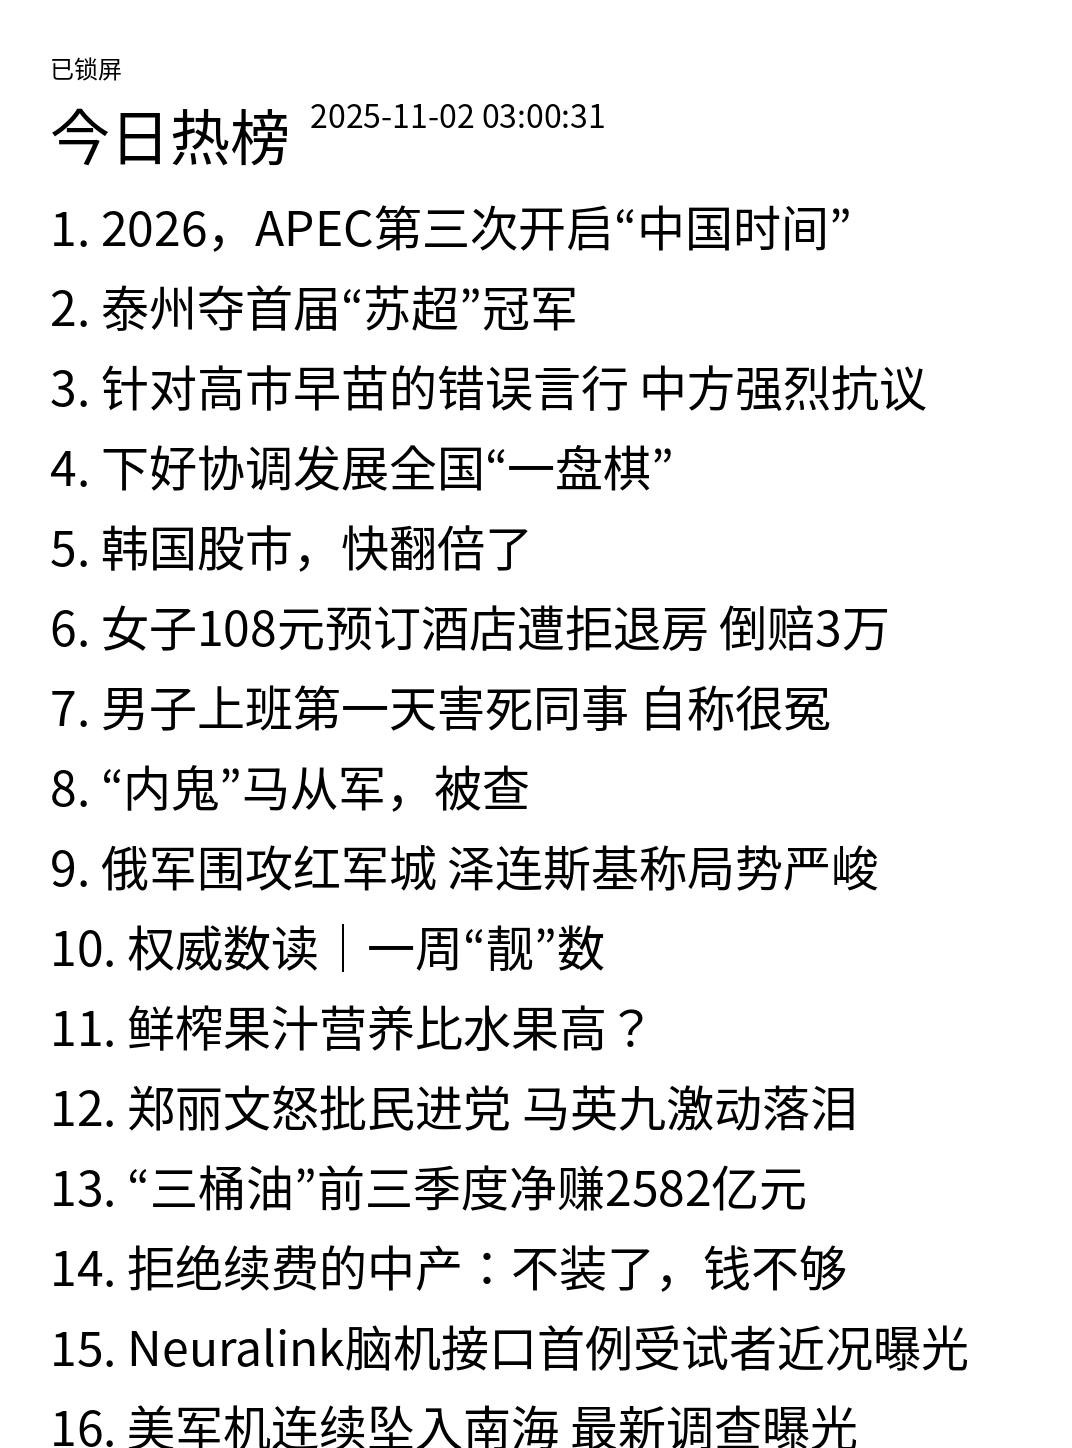 已锁屏
今日热榜 2025-11-02 03:00:31
1. 2026，APEC第三次开启“中国时间”
2. 泰州夺首届“苏超”冠军
3. 针对高市早苗的错误言行 中方强烈抗议
4. 下好协调发展全国“一盘棋”
5. 韩国股市，快翻倍了
6. 女子108元预订酒店遭拒退房 倒赔3万
7. 男子上班第一天害死同事 自称很冤
8. “内鬼”马从军，被查
9. 俄军围攻红军城 泽连斯基称局势严峻
10. 权威数读｜一周“靓”数
11. 鲜榨果汁营养比水果高？
12. 郑丽文怒批民进党 马英九激动落泪
13. “三桶油”前三季度净赚2582亿元
14. 拒绝续费的中产：不装了，钱不够
15. Neuralink脑机接口首例受试者近况曝光
16. 美军机连续坠入南海 最新调查曝光